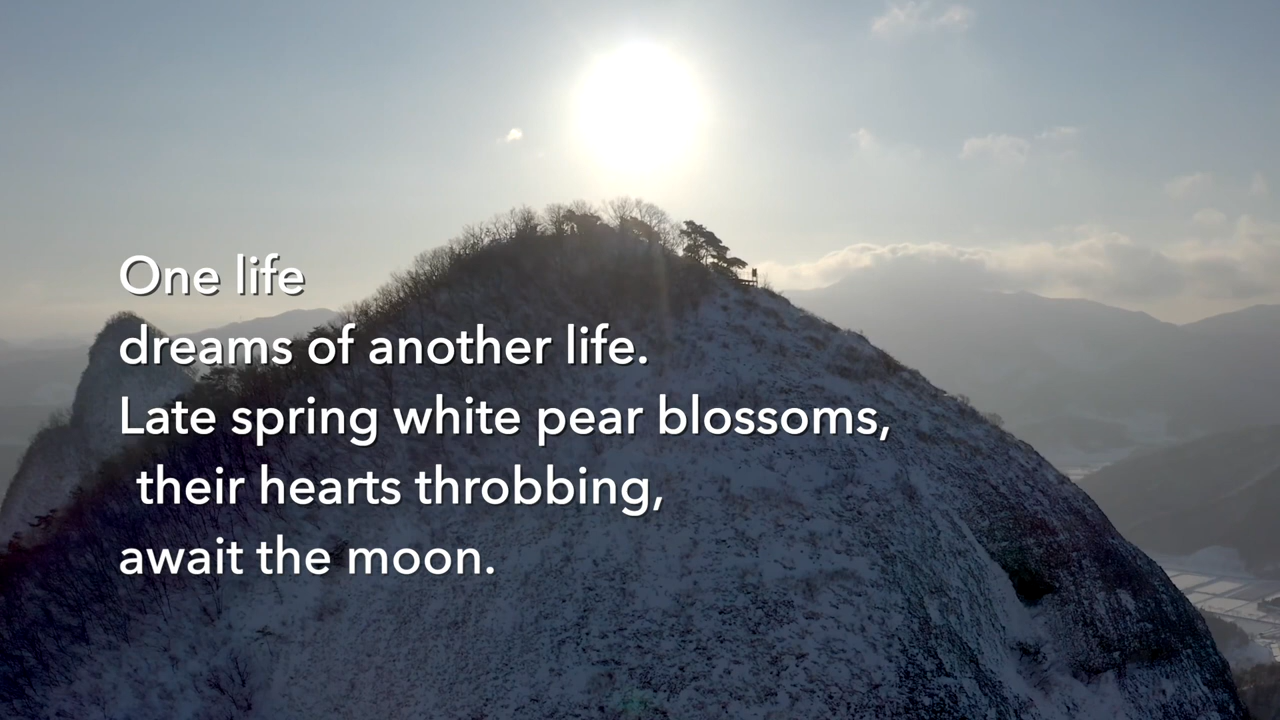 One life
dreams of another life.
Late spring white pear blossoms,
their hearts throbbing,
await the moon.